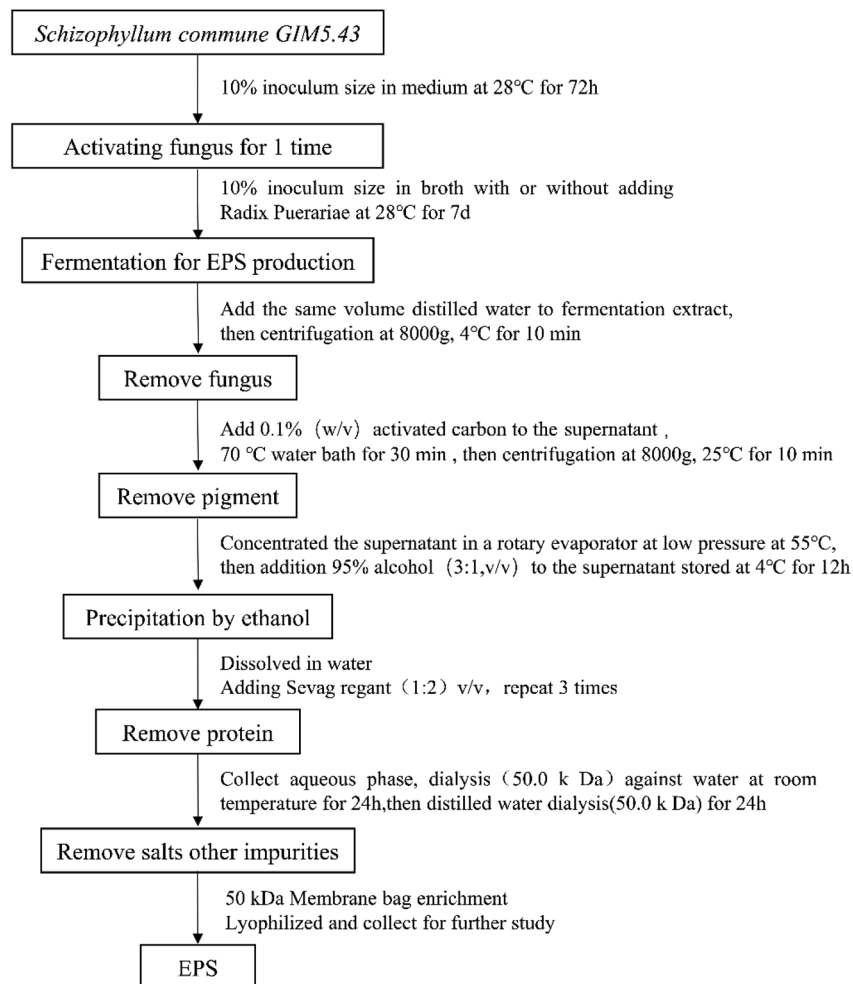 Schizophyllum commune GIM5.43
10% inoculum size in medium at 28℃ for 72h
Activating fungus for 1 time
10% inoculum size in broth with or without adding
Radix Puerariae at 28℃ for 7d
Fermentation for EPS production
Add the same volume distilled water to fermentation extract,
then centrifugation at 8000g, 4℃ for 10 min
Remove fungus
Add 0.1%（w/v）activated carbon to the supernatant ,
70 ℃ water bath for 30 min , then centrifugation at 8000g, 25℃ for 10 min
Remove pigment
Concentrated the supernatant in a rotary evaporator at low pressure at 55℃,
then addition 95% alcohol（3:1,v/v）to the supernatant stored at 4℃ for 12h
Precipitation by ethanol
Dissolved in water
Adding Sevag regant（1:2）v/v，repeat 3 times
Remove protein
Collect aqueous phase, dialysis（50.0 k Da）against water at room
temperature for 24h,then distilled water dialysis(50.0 k Da) for 24h
Remove salts other impurities
50 kDa Membrane bag enrichment
Lyophilized and collect for further study
EPS